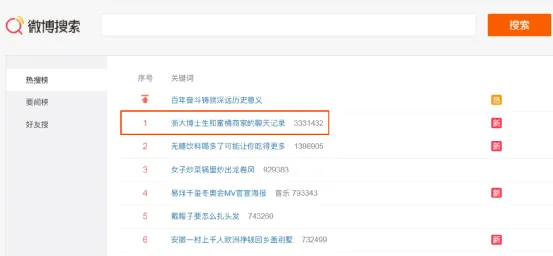 微博搜索
搜索
热搜榜
要闻榜
好友搜
序号 关键词
百年奋斗铸就深远历史意义 热
1 浙大博士生和蜜橘商家的聊天记录 3331432 新
2 无糖饮料喝多了可能让你吃得更多 1398905 新
3 女子炒菜锅里炒出龙卷风 929383
4 易烊千玺冬奥会MV官宣海报 音乐 793343 新
5 戴帽子要怎么扎头发 743260
6 安徽一村上千人欧洲挣钱回乡盖别墅 732499 新